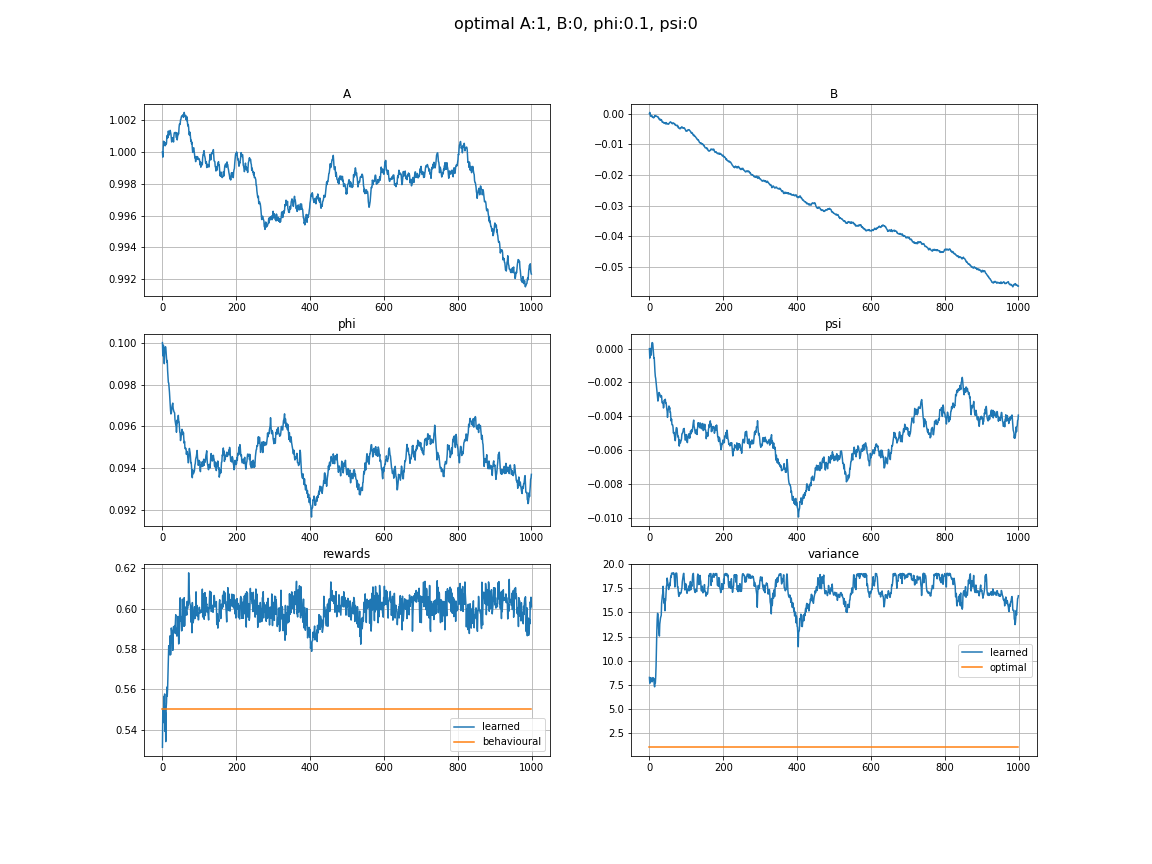 optimal A:1, B:0, phi:0.1, psi:0
A
1.002
1.000
0.998
0.996
0.994
0.992
0 200 400 600 800 1000
B
0.00
−0.01
−0.02
−0.03
−0.04
−0.05
0 200 400 600 800 1000
phi
0.100
0.098
0.096
0.094
0.092
0 200 400 600 800 1000
psi
0.000
−0.002
−0.004
−0.006
−0.008
−0.010
0 200 400 600 800 1000
rewards
0.62
0.60
0.58
0.56
0.54
learned
behavioural
0 200 400 600 800 1000
variance
20.0
17.5
15.0
12.5
10.0
7.5
5.0
2.5
learned
optimal
0 200 400 600 800 1000